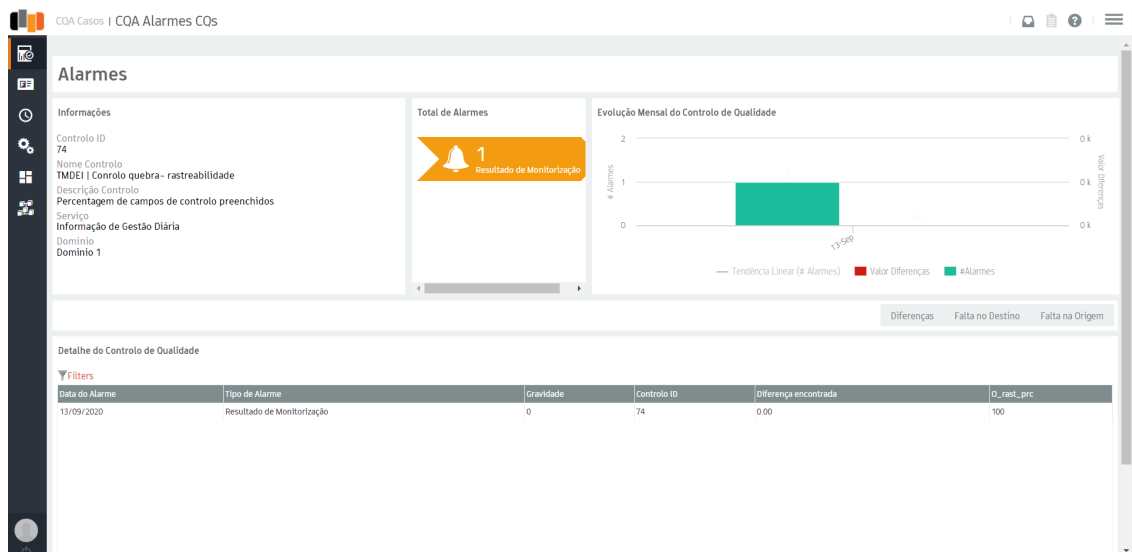 CQA Casos | CQA Alarmes CQs
Alarmes
Informações
Controlo ID
74
Nome Controlo
TMDEI | Conrolo quebra- rastreabilidade
Descrição Controlo
Percentagem de campos de controlo preenchidos
Serviço
Informação de Gestão Diária
Domínio
Dominio 1
Total de Alarmes
1
Resultado de Monitorização
Evolução Mensal do Controlo de Qualidade
# Alarmes
2
1
0
0 k
0 k
0 k
Valor Diferenças
13-Sep
Tendência Linear (# Alarmes) Valor Diferenças #Alarmes
Diferenças Falta no Destino Falta na Origem
Detalhe do Controlo de Qualidade
Filters
Data do Alarme Tipo de Alarme Gravidade Controlo ID Diferença encontrada O_rast_prc
13/09/2020 Resultado de Monitorização 0 74 0.00 100